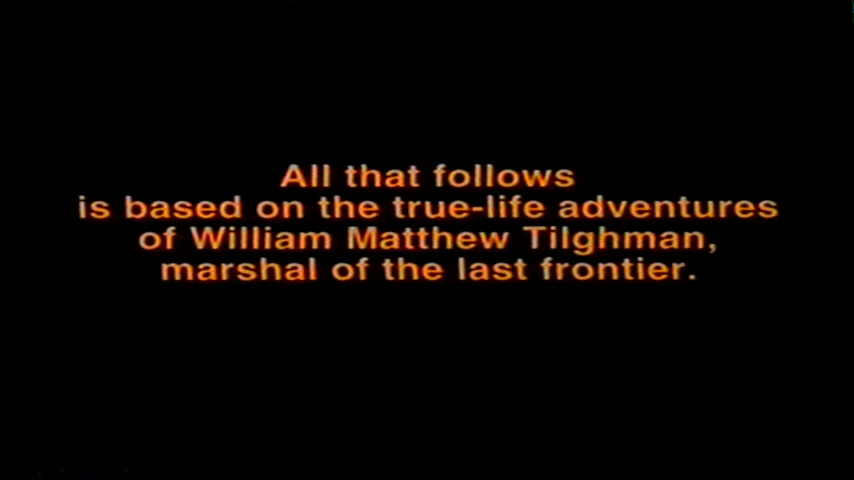 All that follows
is based on the true-life adventures
of William Matthew Tilghman,
marshal of the last frontier.